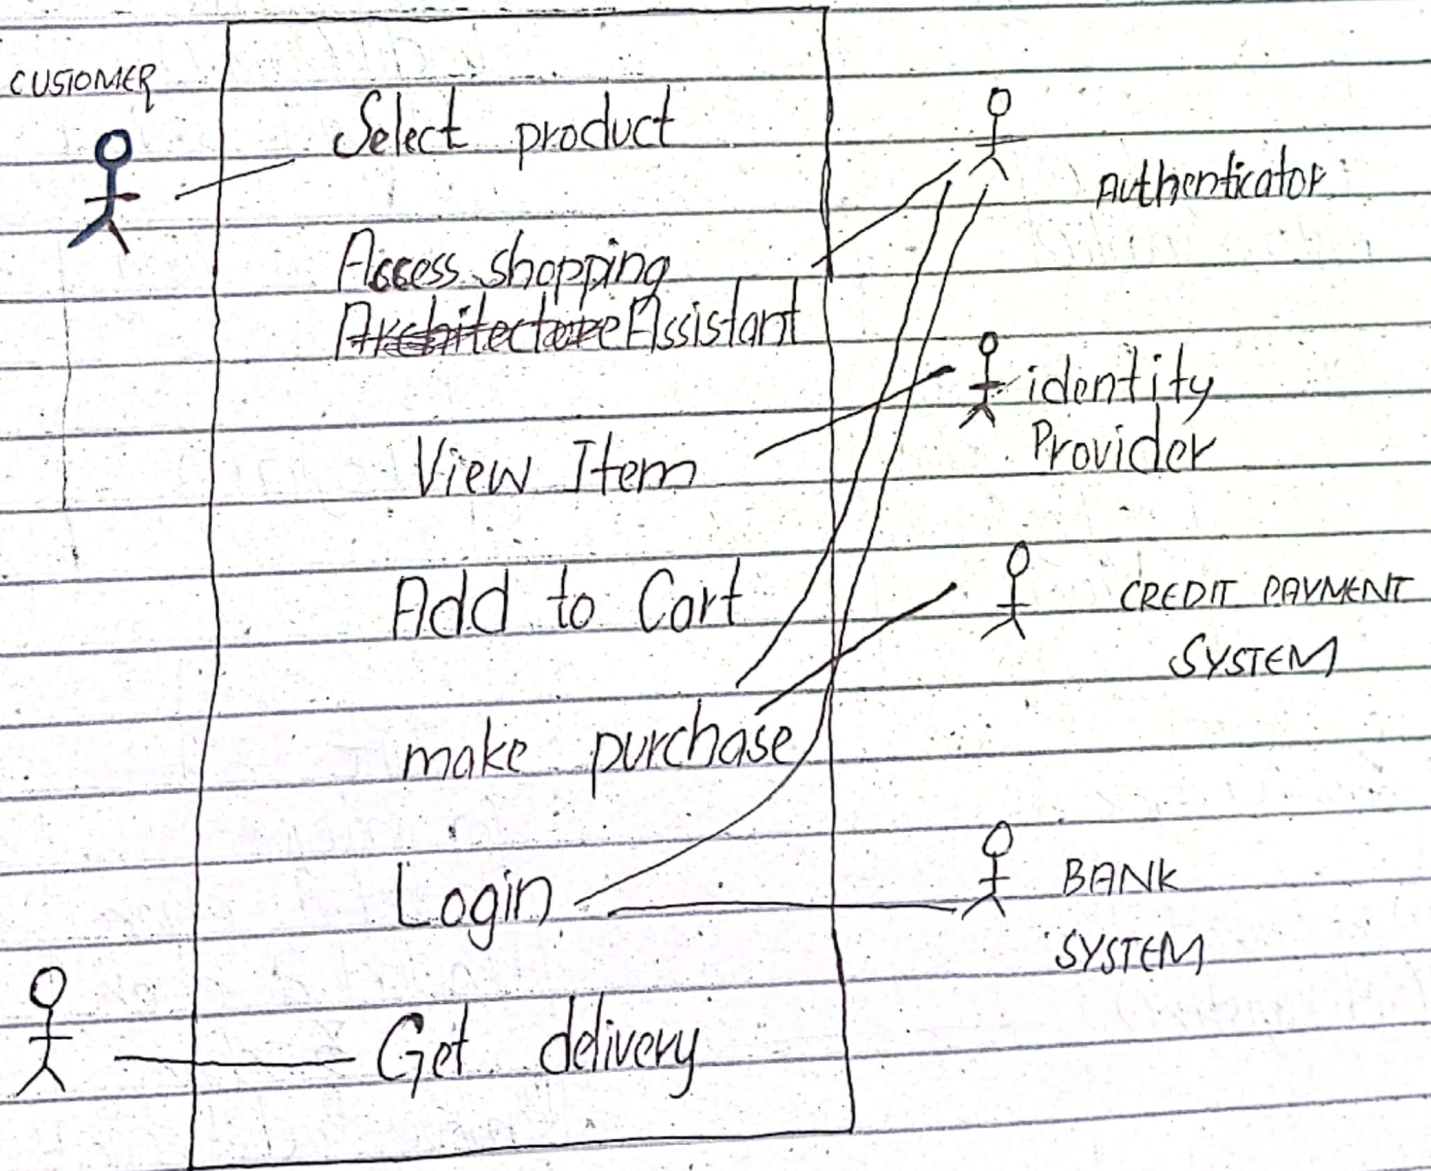 CUSTOMER
Select product
Authenticator
Access shopping
Assistant
identity
Provider
View Item
Add to Cart
CREDIT PAYMENT
SYSTEM
make purchase
Login
BANK
SYSTEM
Get delivery